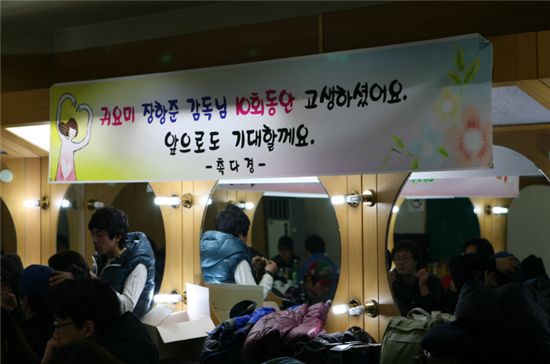 귀요미 장항준 감독님 10회동안 고생하셨어요.
앞으로도 기대할께요.
-촉다경-